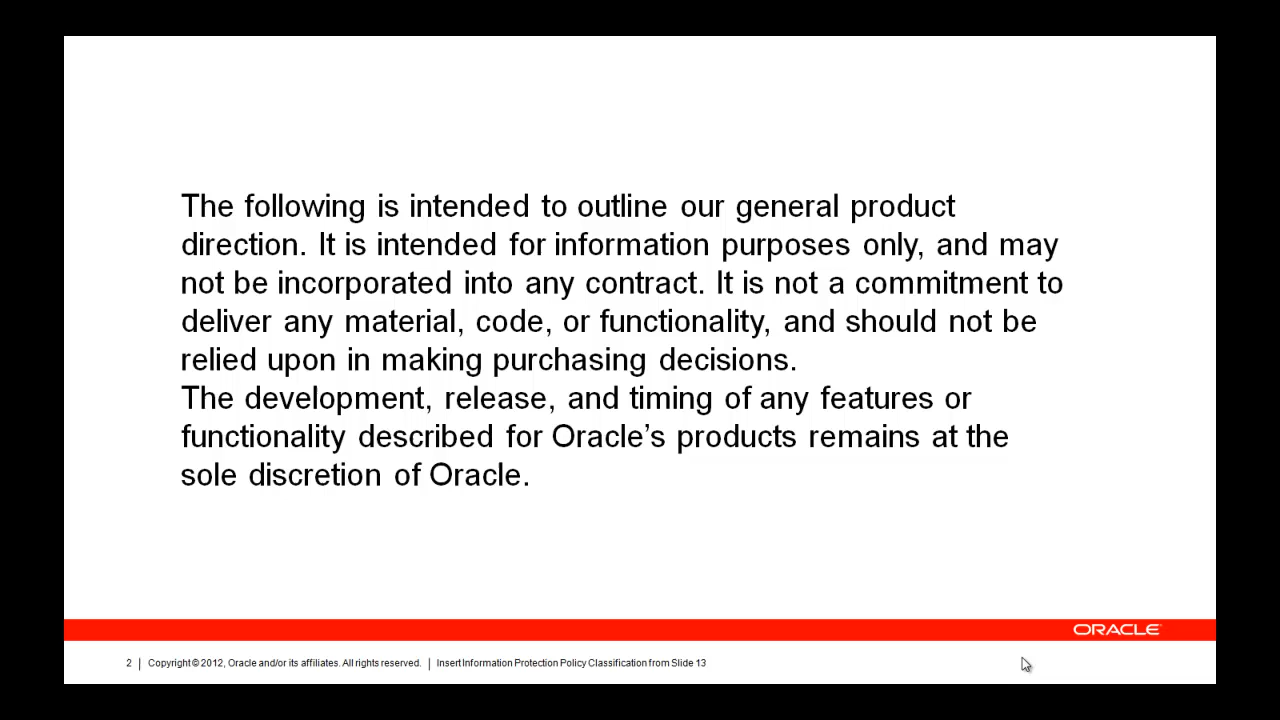 The following is intended to outline our general product
direction. It is intended for information purposes only, and may
not be incorporated into any contract. It is not a commitment to
deliver any material, code, or functionality, and should not be
relied upon in making purchasing decisions.
The development, release, and timing of any features or
functionality described for Oracle’s products remains at the
sole discretion of Oracle.
ORACLE
2 | Copyright © 2012, Oracle and/or its affiliates. All rights reserved. | Insert Information Protection Policy Classification from Slide 13